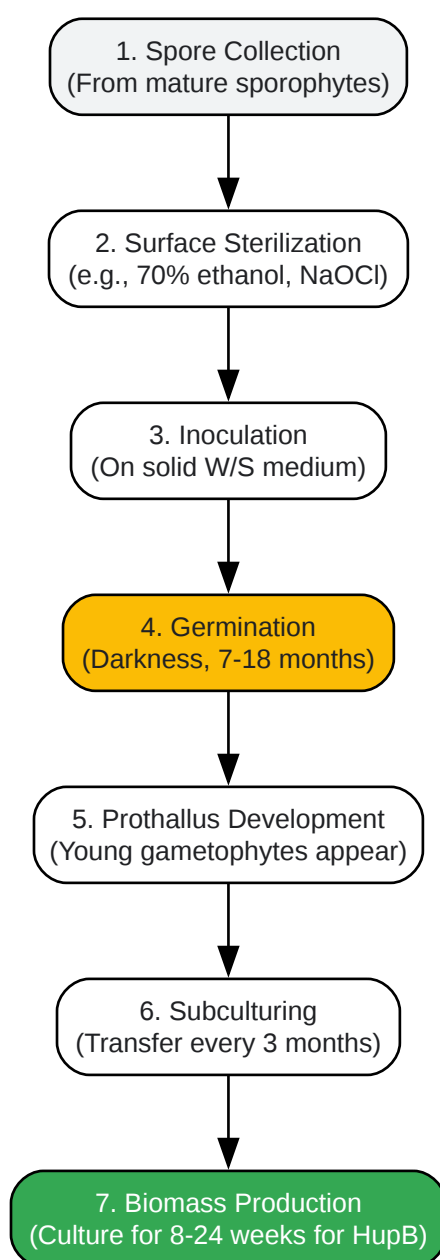 1. Spore Collection
(From mature sporophytes)
2. Surface Sterilization
(e.g., 70% ethanol, NaOCl)
3. Inoculation
(On solid W/S medium)
4. Germination
(Darkness, 7-18 months)
5. Prothallus Development
(Young gametophytes appear)
6. Subculturing
(Transfer every 3 months)
7. Biomass Production
(Culture for 8-24 weeks for HupB)